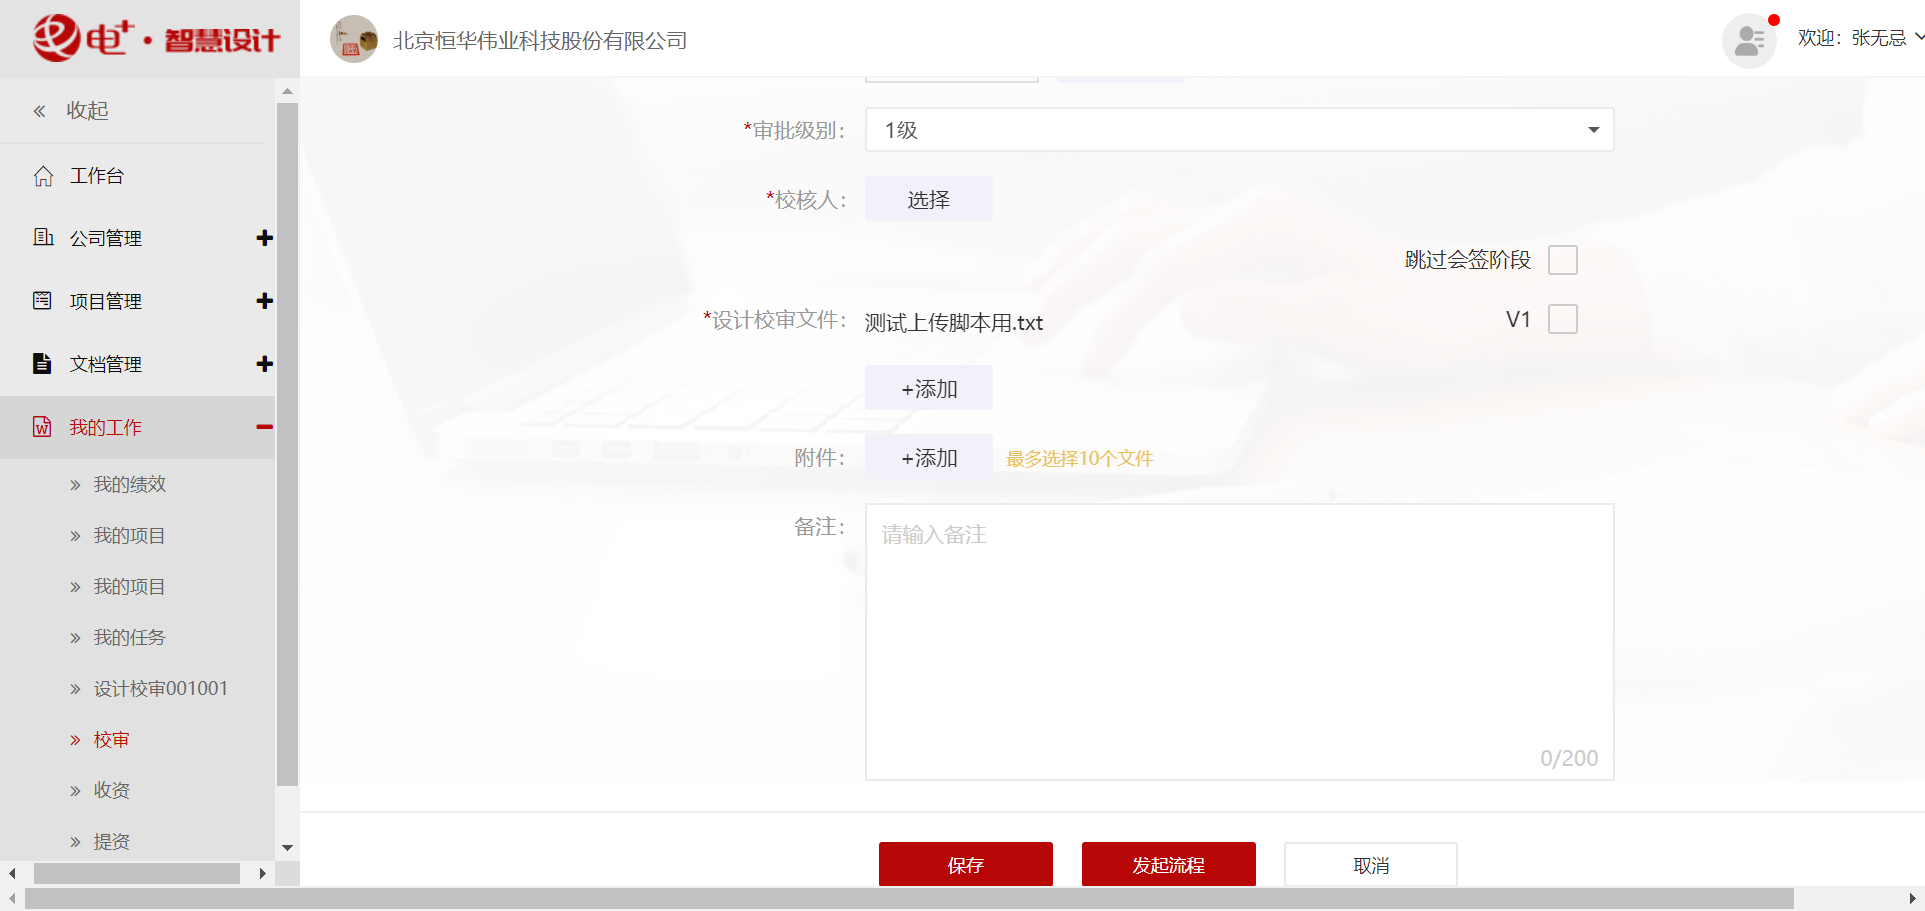 电+·智慧设计
北京恒华伟业科技股份有限公司
欢迎：张无忌
收起
工作台
公司管理
项目管理
文档管理
我的工作
我的绩效
我的项目
我的项目
我的任务
设计校审001001
校审
收资
提资
*审批级别：
1级
*校核人：
选择
跳过会签阶段
*设计校审文件：
测试上传脚本用.txt
V1
+添加
附件：
+添加
最多选择10个文件
备注：
请输入备注
0/200
保存
发起流程
取消